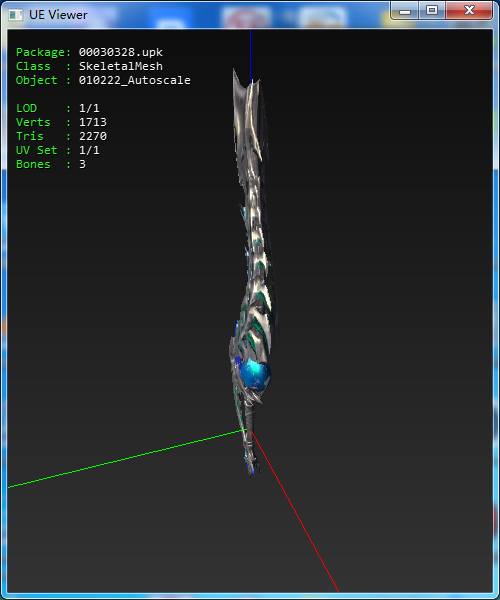 UE Viewer
Package: 00030328.upk
Class  : SkeletalMesh
Object : 010222_Autoscale
LOD    : 1/1
Verts  : 1713
Tris   : 2270
UV Set : 1/1
Bones  : 3